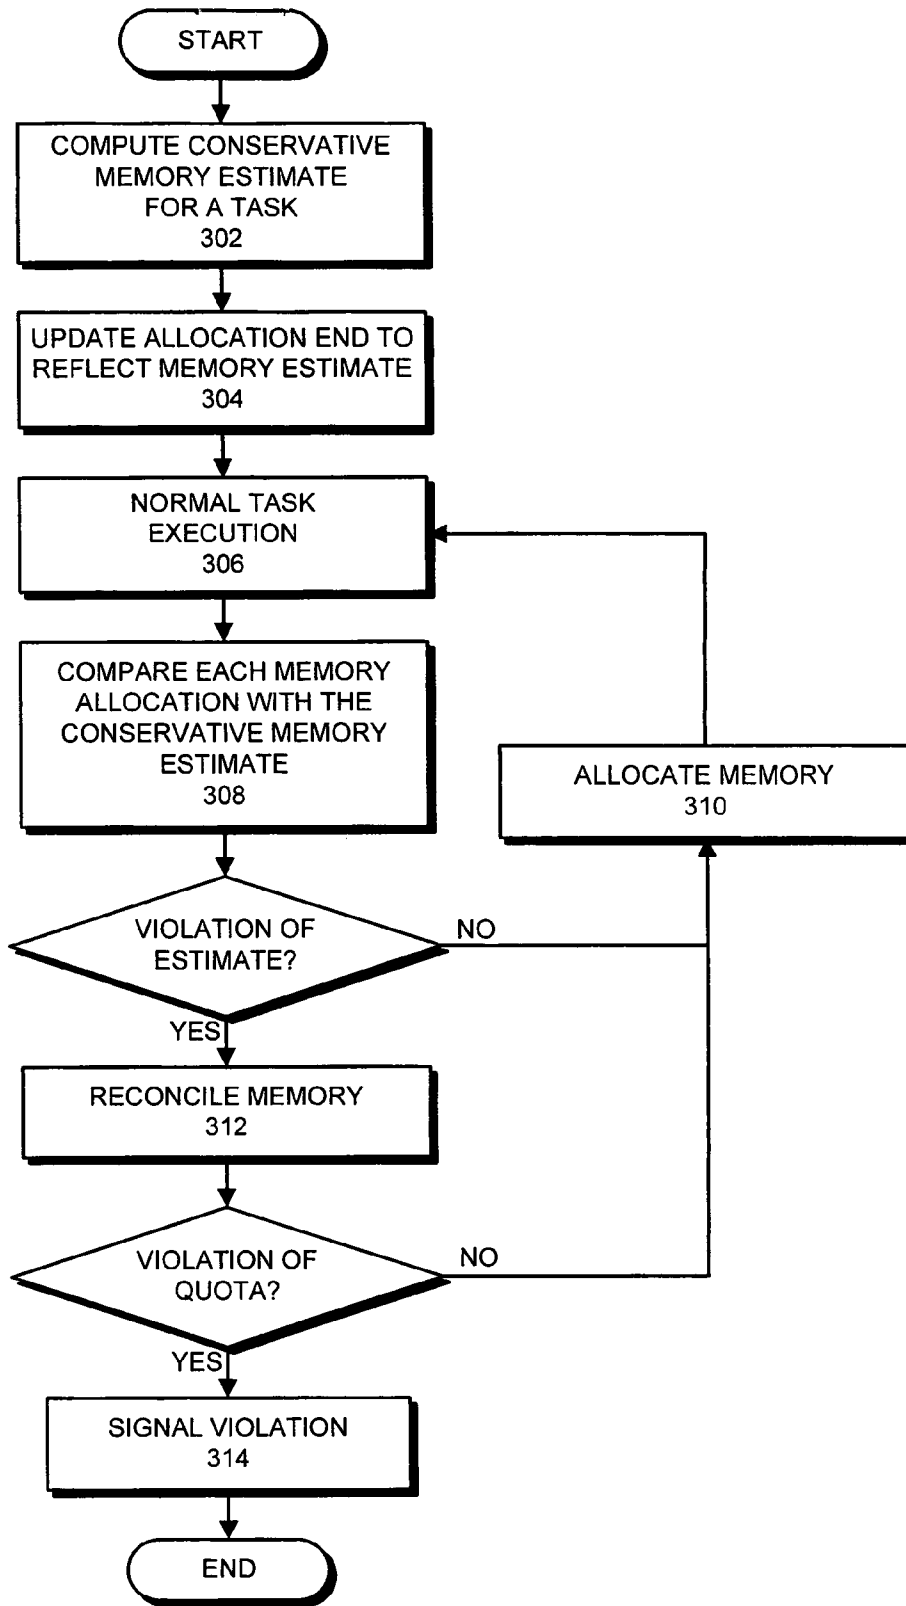 START
COMPUTE CONSERVATIVE
MEMORY ESTIMATE
FOR A TASK
302
UPDATE ALLOCATION END TO
REFLECT MEMORY ESTIMATE
304
NORMAL TASK
EXECUTION
306
COMPARE EACH MEMORY
ALLOCATION WITH THE
CONSERVATIVE MEMORY
ESTIMATE
308
ALLOCATE MEMORY
310
VIOLATION OF
ESTIMATE?
NO
YES
RECONCILE MEMORY
312
VIOLATION OF
QUOTA?
NO
YES
SIGNAL VIOLATION
314
END